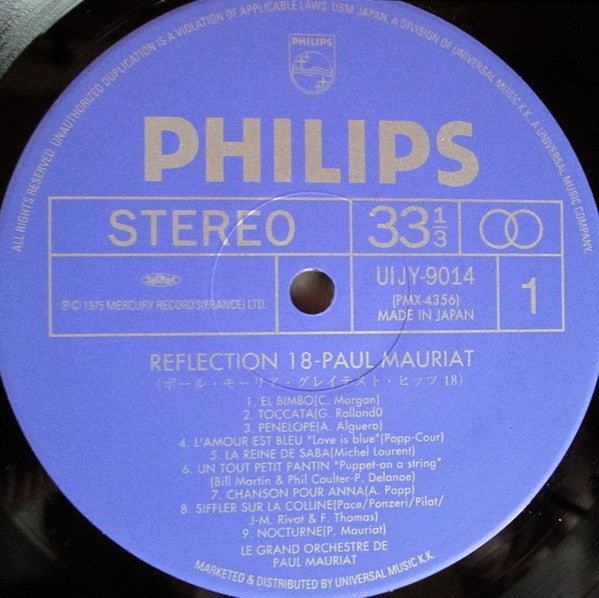 ALL RIGHTS RESERVED. UNAUTHORIZED DUPLICATION IS A VIOLATION OF APPLICABLE LAWS. USM JAPAN, A DIVISION OF UNIVERSAL MUSIC K.K., A UNIVERSAL MUSIC COMPANY.
PHILIPS
PHILIPS
STEREO
33 1/3
UIJY-9014
(PMX-4356)
MADE IN JAPAN
1
℗© 1975 MERCURY RECORDS(FRANCE) LTD.
REFLECTION 18-PAUL MAURIAT
(ポール・モーリア・グレイテスト・ヒッツ 18)
1. EL BIMBO(C. Morgan)
2. TOCCATA(G. Rolland0
3. PENELOPE(A. Alguero)
4. L'AMOUR EST BLEU "Love is blue"(Popp-Cour)
5. LA REINE DE SABA(Michel Laurent)
6. UN TOUT PETIT PANTIN "Puppet-on a string"
(Bill Martin & Phil Coulter-P. Delanoe)
7. CHANSON POUR ANNA(A. Popp)
8. SIFFLER SUR LA COLLINE(Pace/Ponzeri/Pilat/
J-M. Rivat & F. Thomas)
9. NOCTURNE(P. Mauriat)
LE GRAND ORCHESTRE DE
PAUL MAURIAT
MARKETED & DISTRIBUTED BY UNIVERSAL MUSIC K.K.